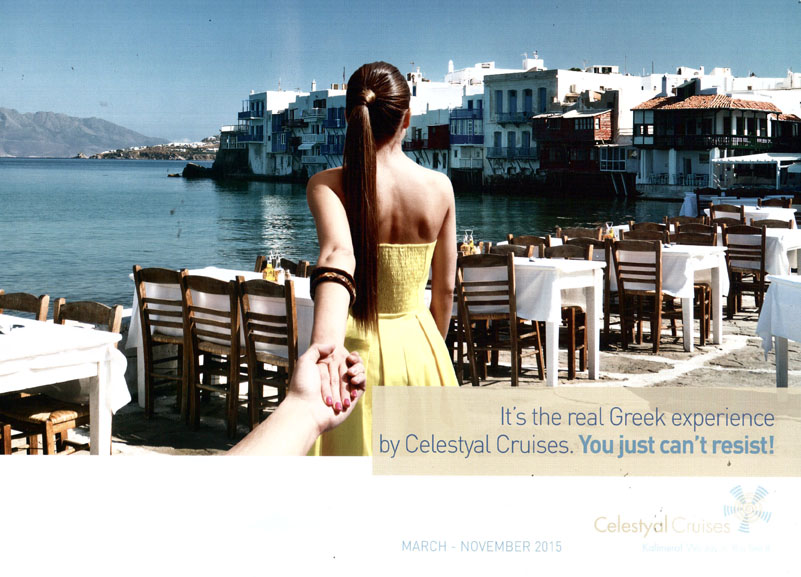 It's the real Greek experience
by Celestyal Cruises. You just can't resist!
Celestyal Cruises
MARCH - NOVEMBER 2015